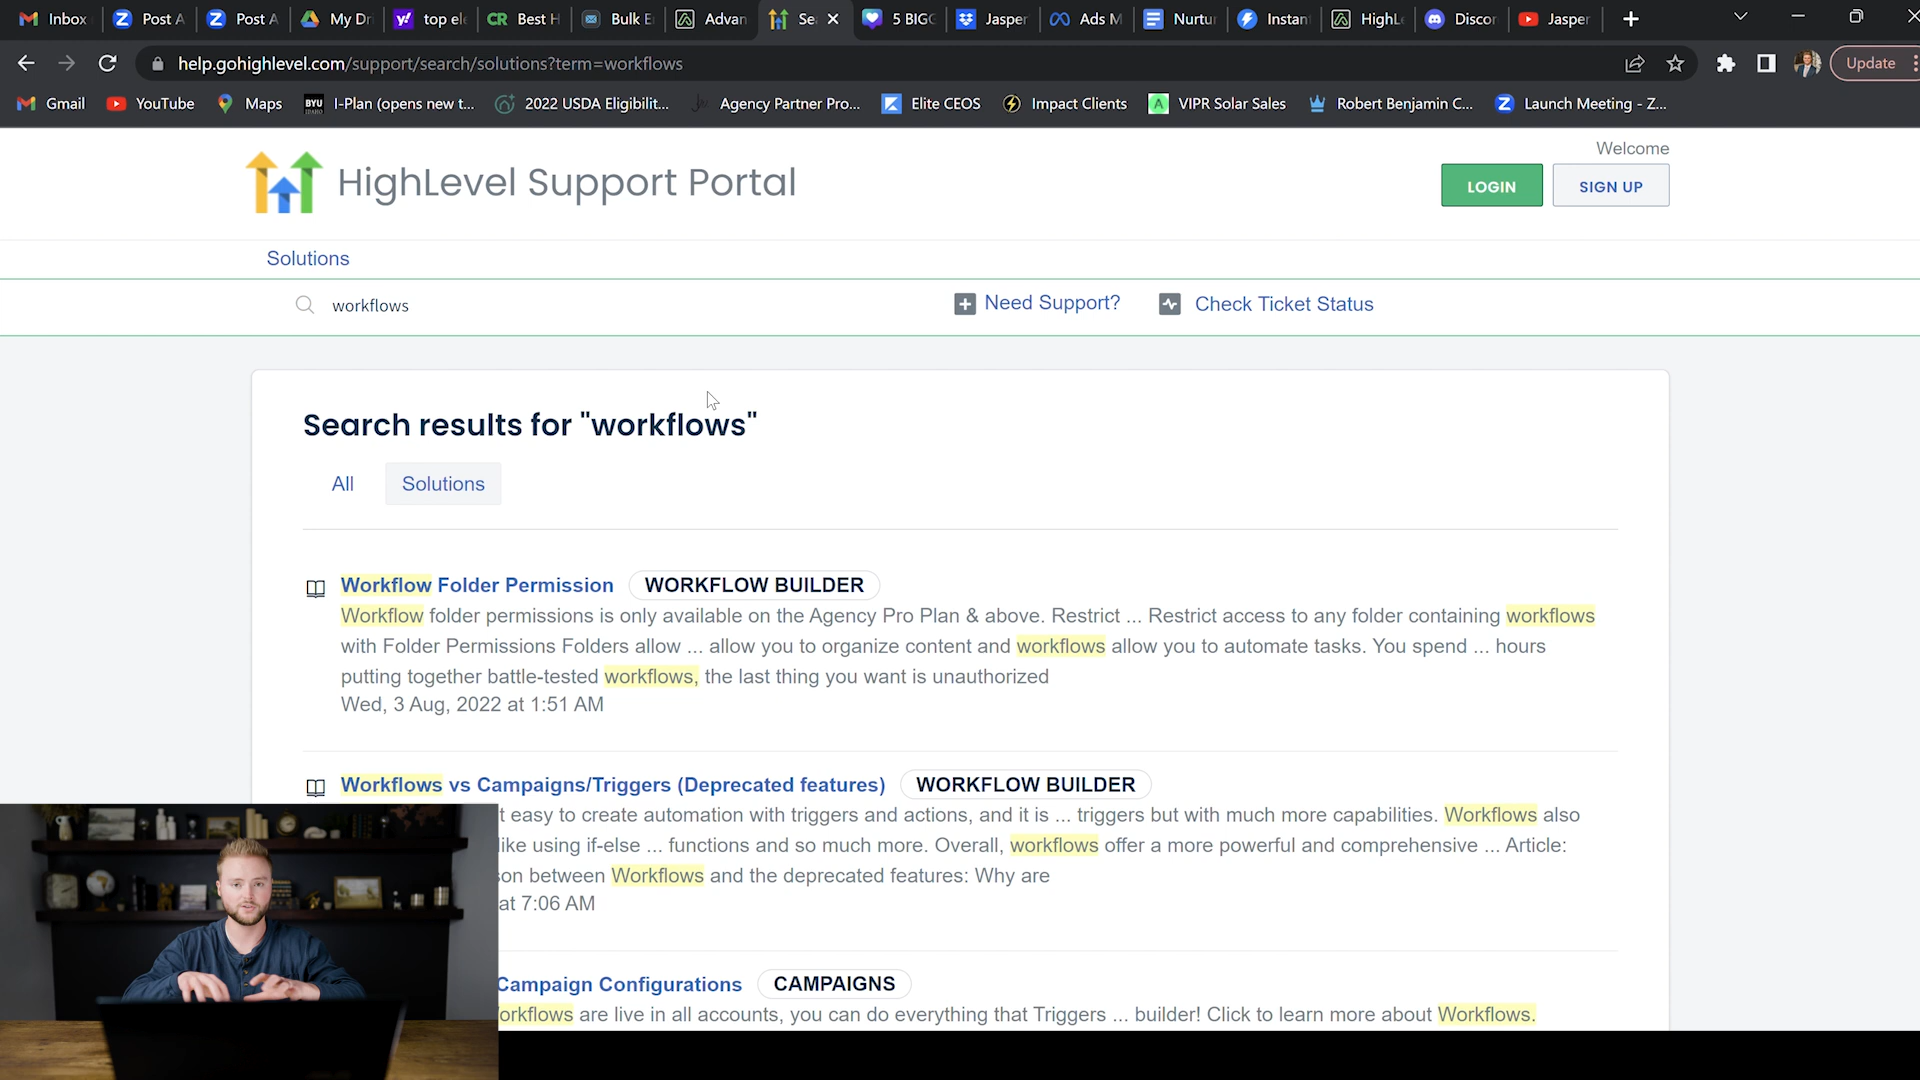 Inbox
Post A
Post A
My Dri
top ele
Best H
Bulk E
Advan
Se
5 BIGG
Jasper
Ads M
Nurtu
Instan
HighLe
Discor
Jasper
help.gohighlevel.com/support/search/solutions?term=workflows
Update
Gmail
YouTube
Maps
BYU
I-Plan (opens new t...
2022 USDA Eligibilit...
Agency Partner Pro...
Elite CEOS
Impact Clients
VIPR Solar Sales
Robert Benjamin C...
Launch Meeting - Z...
HighLevel Support Portal
Welcome
LOGIN
SIGN UP
Solutions
workflows
Need Support?
Check Ticket Status
Search results for "workflows"
All
Solutions
Workflow Folder Permission
WORKFLOW BUILDER
Workflow folder permissions is only available on the Agency Pro Plan & above. Restrict ... Restrict access to any folder containing workflows
with Folder Permissions Folders allow ... allow you to organize content and workflows allow you to automate tasks. You spend ... hours
putting together battle-tested workflows, the last thing you want is unauthorized
Wed, 3 Aug, 2022 at 1:51 AM
Workflows vs Campaigns/Triggers (Deprecated features)
WORKFLOW BUILDER
t easy to create automation with triggers and actions, and it is ... triggers but with much more capabilities. Workflows also
like using if-else ... functions and so much more. Overall, workflows offer a more powerful and comprehensive ... Article:
son between Workflows and the deprecated features: Why are
at 7:06 AM
Campaign Configurations
CAMPAIGNS
orkflows are live in all accounts, you can do everything that Triggers ... builder! Click to learn more about Workflows.